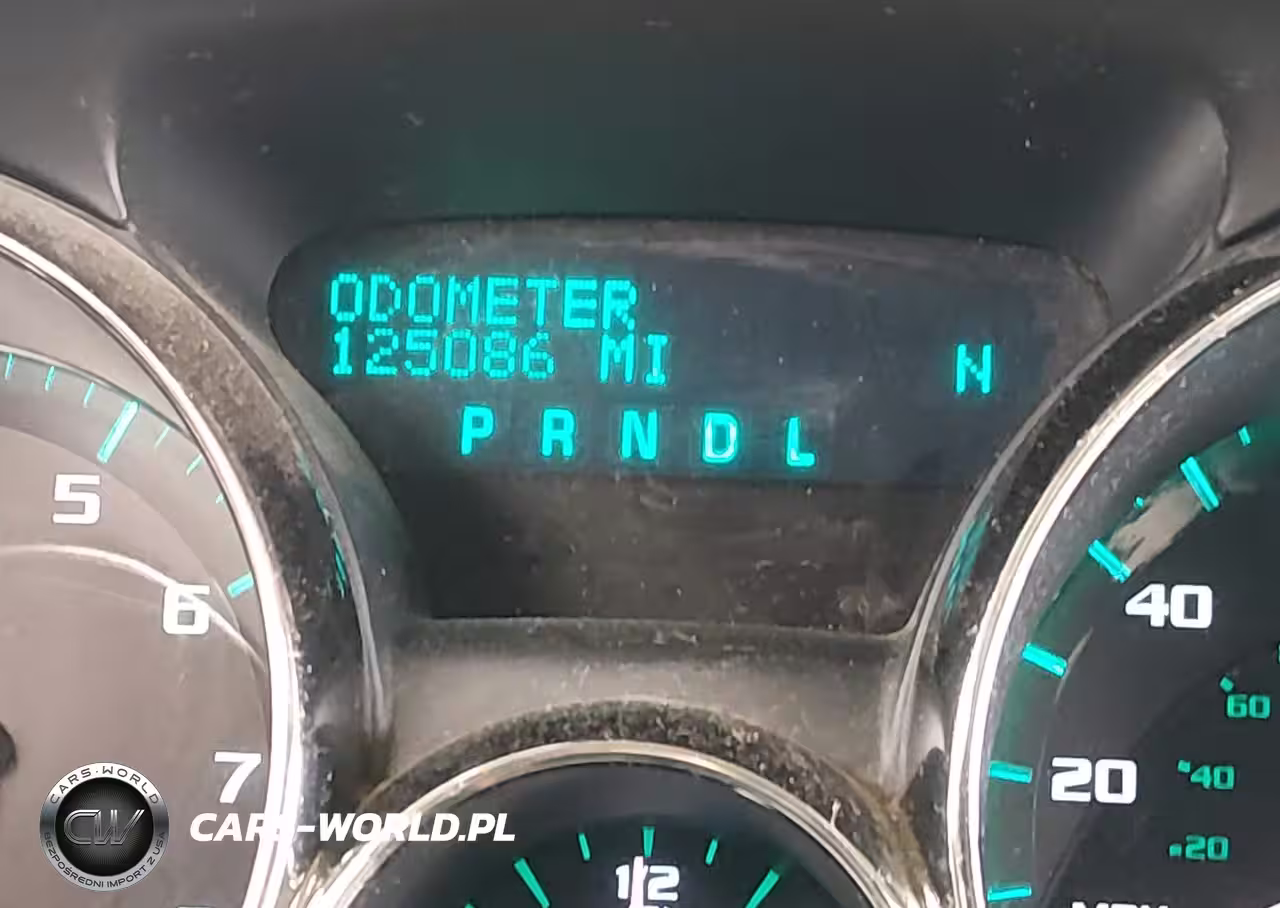 ODOMETER
125086 MI
N
P R N D L
5
6
7
40
20
60
40
20
1/2
CARS-WORLD
CW
BEZPOŚREDNI IMPORT Z USA
CARS-WORLD.PL